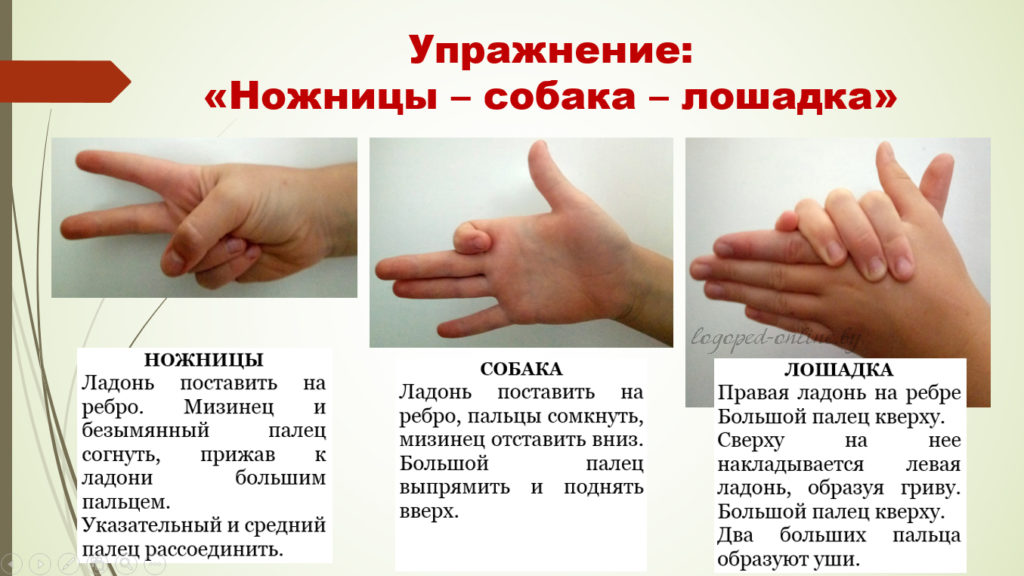 Упражнение:
«Ножницы – собака – лошадка»
logoped-online.by
НОЖНИЦЫ
Ладонь поставить на
ребро. Мизинец и
безымянный палец
согнуть, прижав к
ладони большим
пальцем.
Указательный и средний
палец рассоединить.
СОБАКА
Ладонь поставить на
ребро, пальцы сомкнуть,
мизинец отставить вниз.
Большой палец
выпрямить и поднять
вверх.
ЛОШАДКА
Правая ладонь на ребре
Большой палец кверху.
Сверху на нее
накладывается левая
ладонь, образуя гриву.
Большой палец кверху.
Два больших пальца
образуют уши.